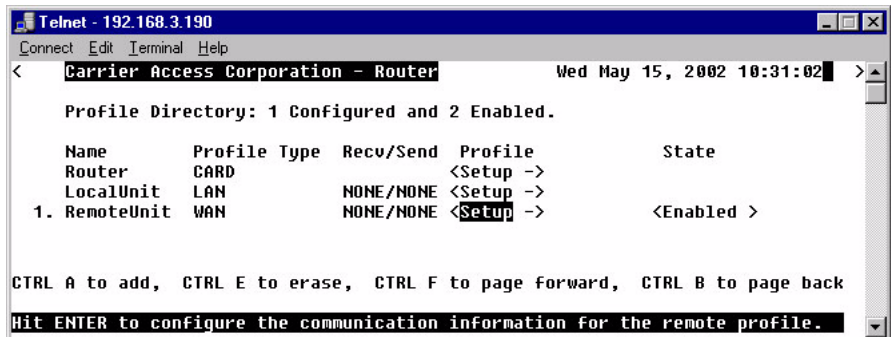 Telnet - 192.168.3.190
Connect Edit Terminal Help
< Carrier Access Corporation - Router Wed May 15, 2002 10:31:02 >
Profile Directory: 1 Configured and 2 Enabled.
Name Profile Type Recv/Send Profile State
Router CARD <Setup ->
LocalUnit LAN NONE/NONE <Setup ->
1. RemoteUnit WAN NONE/NONE <Setup -> <Enabled >
CTRL A to add, CTRL E to erase, CTRL F to page forward, CTRL B to page back
Hit ENTER to configure the communication information for the remote profile.